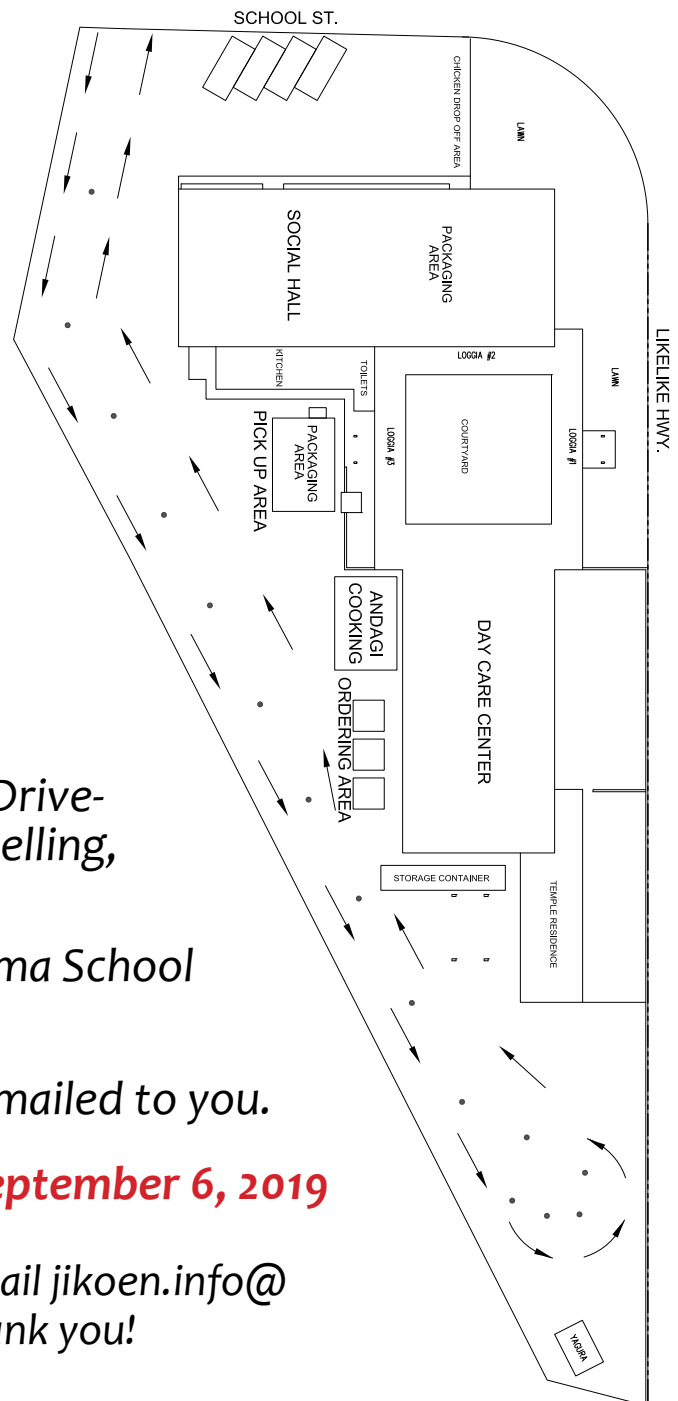 SCHOOL ST.
CHICKEN DROP OFF AREA
LAWN
SOCIAL HALL
PACKAGING
AREA
LIKELIKE HWY.
LOGGIA #2
LAWN
KITCHEN
TOILETS
COURTYARD
LOGGIA #1
LOGGIA #3
PACKAGING
AREA
PICK UP AREA
ANDAGI
COOKING
DAY CARE CENTER
ORDERING AREA
STORAGE CONTAINER
TEMPLE RESIDENCE
YAGURA
Drive-
elling,
ma School
mailed to you.
eptember 6, 2019
ail jikoen.info@
ank you!